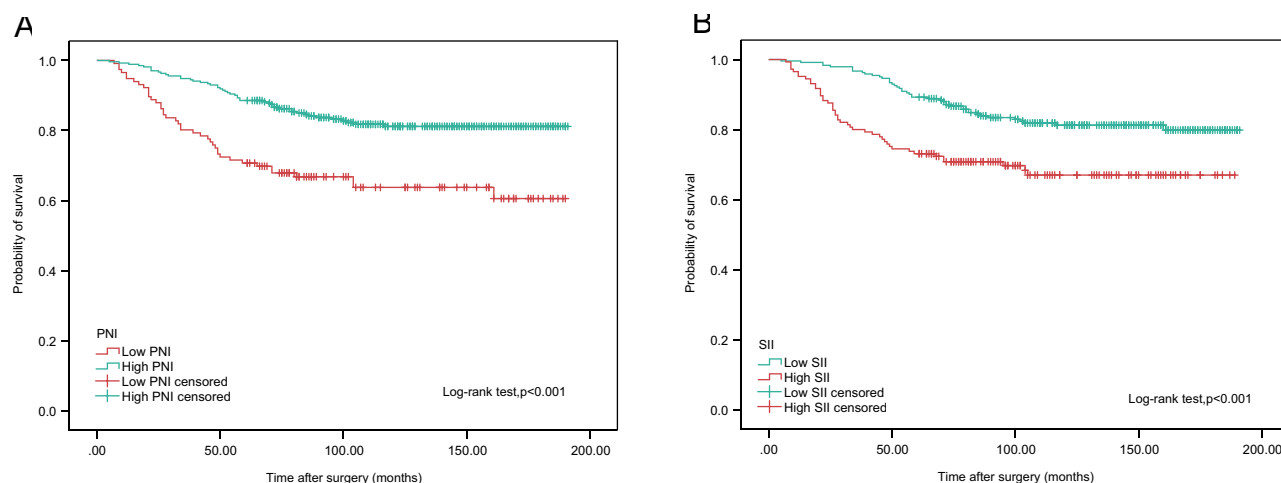 A
1.0
0.8
0.6
0.4
0.2
0.0
Probability of survival
PNI
Low PNI
High PNI
Low PNI censored
High PNI censored
Log-rank test,p<0.001
.00
50.00
100.00
150.00
200.00
Time after surgery (months)
B
1.0
0.8
0.6
0.4
0.2
0.0
Probability of survival
SII
Low SII
High SII
Low SII censored
High SII censored
Log-rank test,p<0.001
.00
50.00
100.00
150.00
200.00
Time after surgery (months)